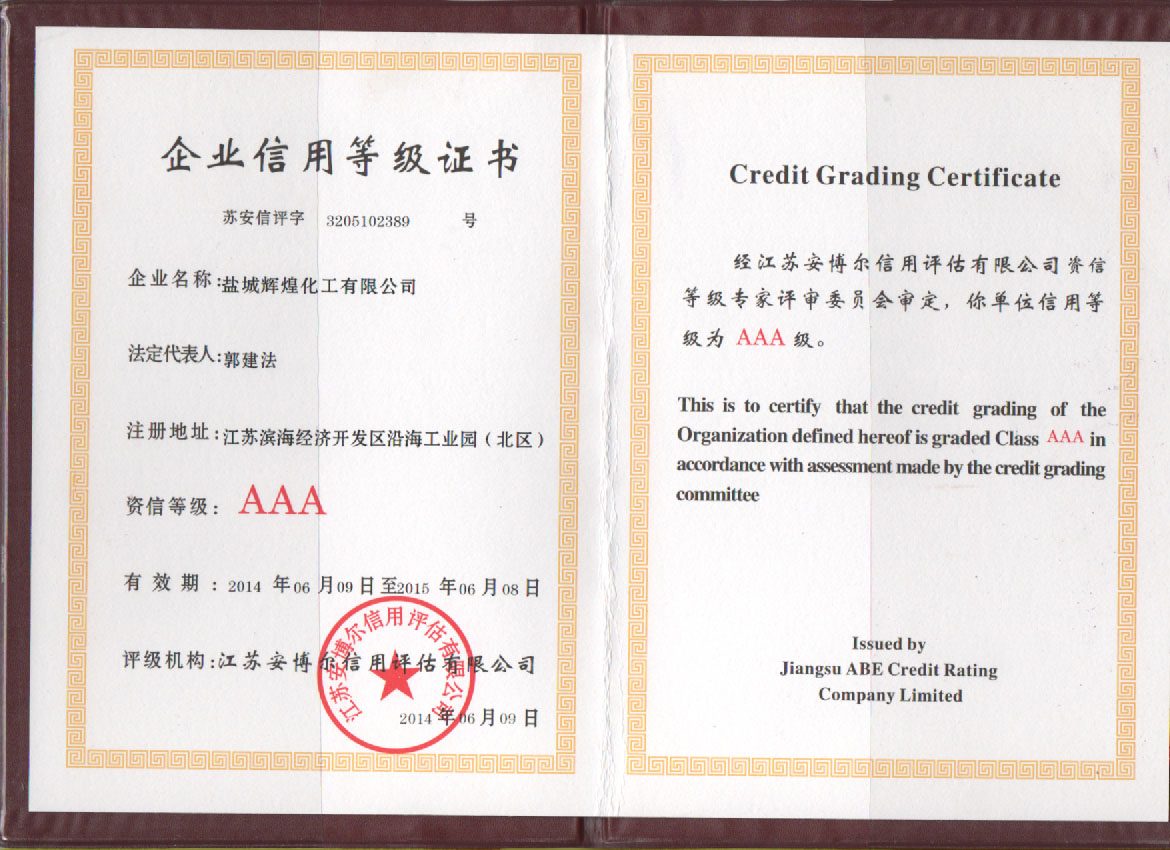 企业信用等级证书
苏安信评字 3205102389 号
企业名称:盐城辉煌化工有限公司
法定代表人:郭建法
注册地址:江苏滨海经济开发区沿海工业园（北区）
资信等级: AAA
有效期: 2014 年06 月09 日至2015 年06 月08 日
评级机构:江苏安博尔信用评估有限公司
江苏安博尔信用评估有限公司
2014 年06 月09 日
Credit Grading Certificate
经江苏安博尔信用评估有限公司资信
等级专家评审委员会审定，你单位信用等
级为 AAA 级。
This is to certify that the credit grading of the
Organization defined hereof is graded Class AAA in
accordance with assessment made by the credit grading
committee
Issued by
Jiangsu ABE Credit Rating
Company Limited